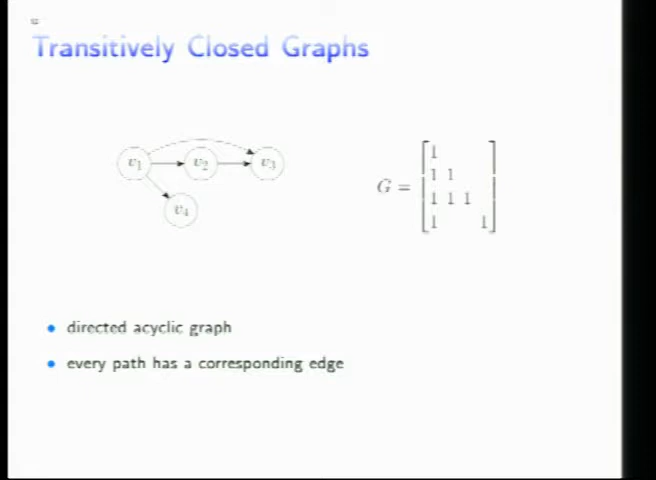 Transitively Closed Graphs
v₁ v₂ v₃
v₄
G = [1
1 1
1 1 1
1 1]
directed acyclic graph
every path has a corresponding edge